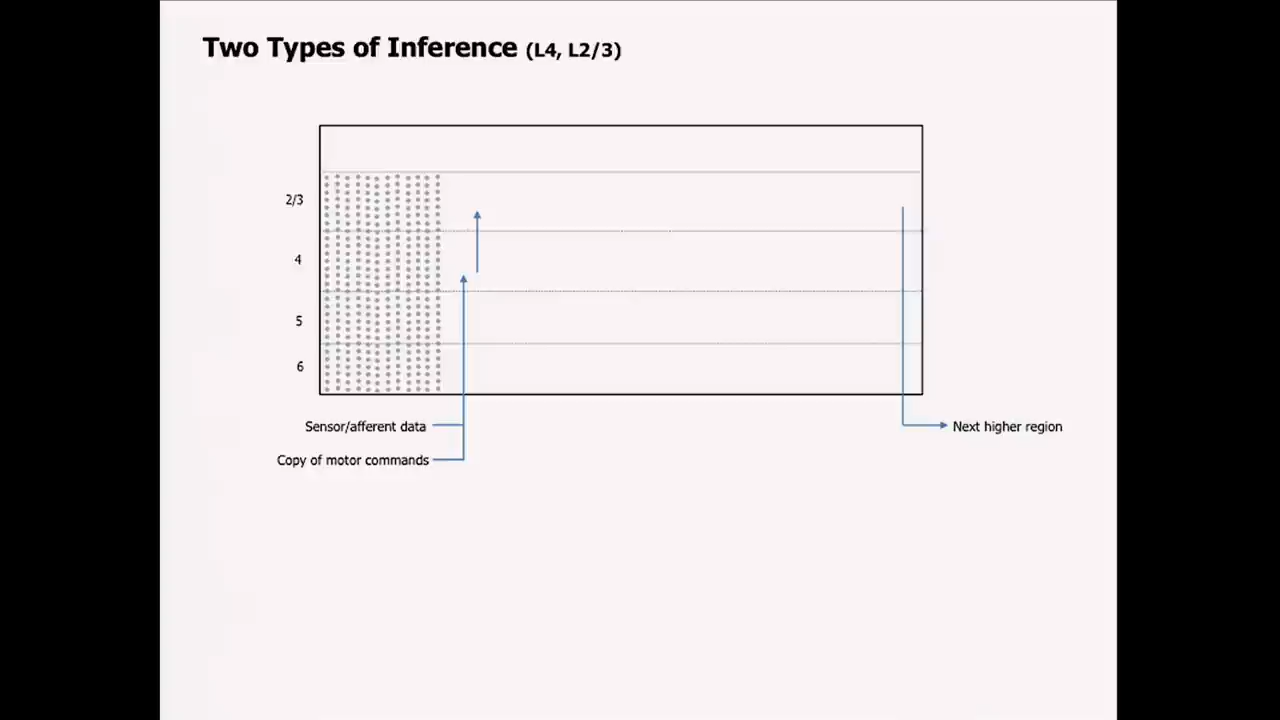 Two Types of Inference (L4, L2/3)
2/3
4
5
6
Sensor/afferent data
Next higher region
Copy of motor commands